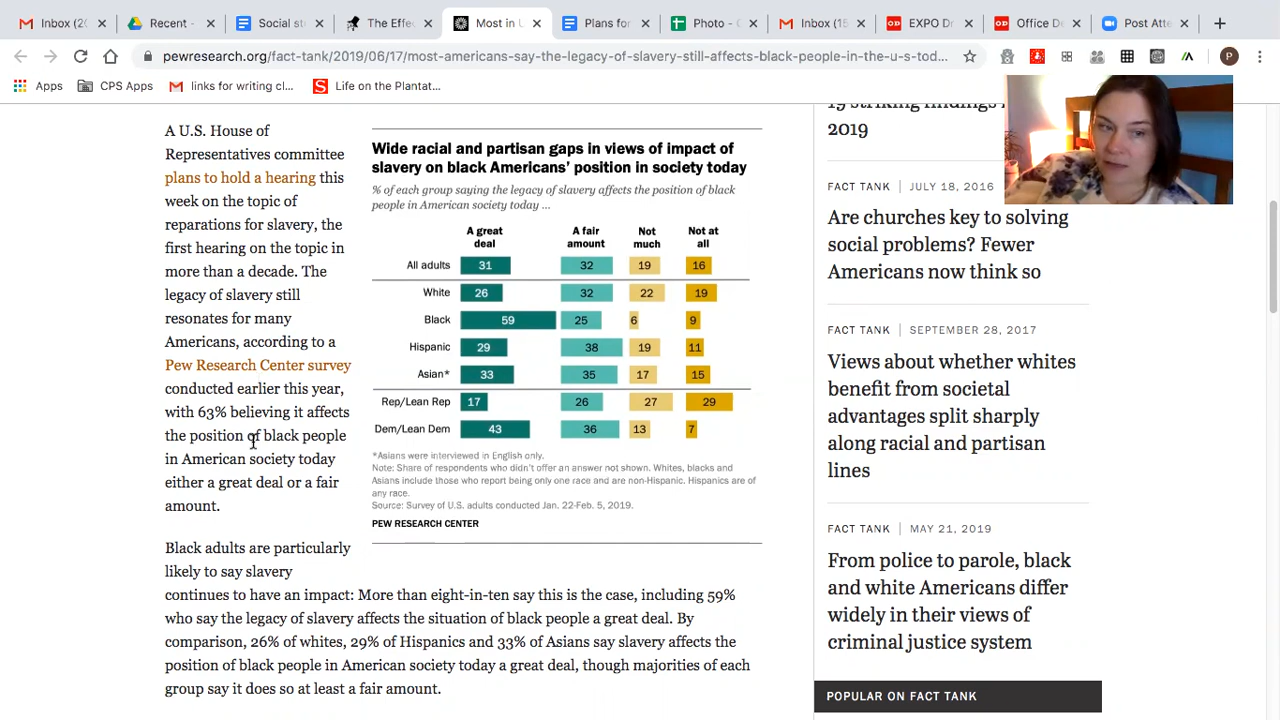 Inbox (20
Recent -
Social st
The Effe
Most in U
Plans for
Photo - C
Inbox (15
EXPO Dr
Office De
Post Atte
pewresearch.org/fact-tank/2019/06/17/most-americans-say-the-legacy-of-slavery-still-affects-black-people-in-the-u-s-tod...
P
Apps
CPS Apps
links for writing cl...
Life on the Plantat...
A U.S. House of
Representatives committee
plans to hold a hearing this
week on the topic of
reparations for slavery, the
first hearing on the topic in
more than a decade. The
legacy of slavery still
resonates for many
Americans, according to a
Pew Research Center survey
conducted earlier this year,
with 63% believing it affects
the position of black people
in American society today
either a great deal or a fair
amount.
Wide racial and partisan gaps in views of impact of
slavery on black Americans' position in society today
% of each group saying the legacy of slavery affects the position of black
people in American society today ...
A great deal A fair amount Not much Not at all
All adults 31 32 19 16
White 26 32 22 19
Black 59 25 6 9
Hispanic 29 38 19 11
Asian* 33 35 17 15
Rep/Lean Rep 17 26 27 29
Dem/Lean Dem 43 36 13 7
*Asians were interviewed in English only.
Note: Share of respondents who didn't offer an answer not shown. Whites, blacks and
Asians include those who report being only one race and are non-Hispanic. Hispanics are of
any race.
Source: Survey of U.S. adults conducted Jan. 22-Feb. 5, 2019.
PEW RESEARCH CENTER
Black adults are particularly
likely to say slavery
continues to have an impact: More than eight-in-ten say this is the case, including 59%
who say the legacy of slavery affects the situation of black people a great deal. By
comparison, 26% of whites, 29% of Hispanics and 33% of Asians say slavery affects the
position of black people in American society today a great deal, though majorities of each
group say it does so at least a fair amount.
19 striking findings
2019
FACT TANK | JULY 18, 2016
Are churches key to solving
social problems? Fewer
Americans now think so
FACT TANK | SEPTEMBER 28, 2017
Views about whether whites
benefit from societal
advantages split sharply
along racial and partisan
lines
FACT TANK | MAY 21, 2019
From police to parole, black
and white Americans differ
widely in their views of
criminal justice system
POPULAR ON FACT TANK